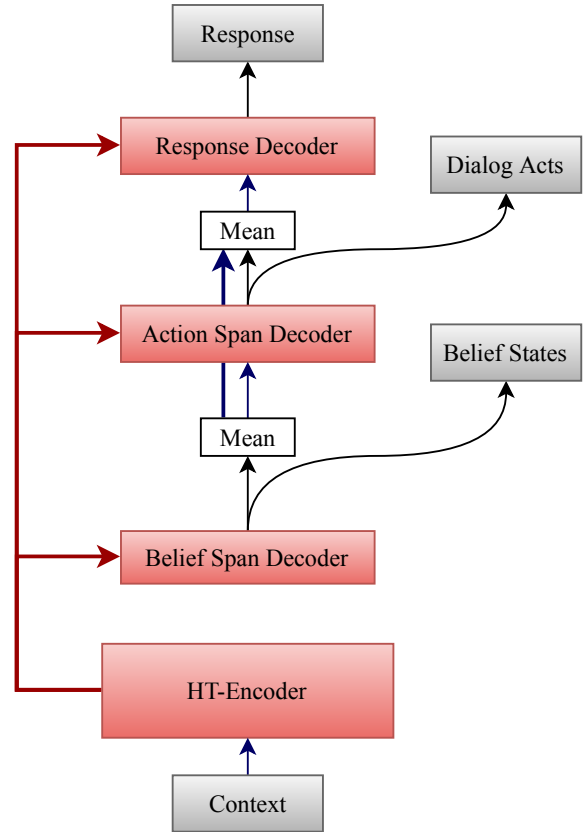 Response
Response Decoder
Dialog Acts
Mean
Action Span Decoder
Belief States
Mean
Belief Span Decoder
HT-Encoder
Context